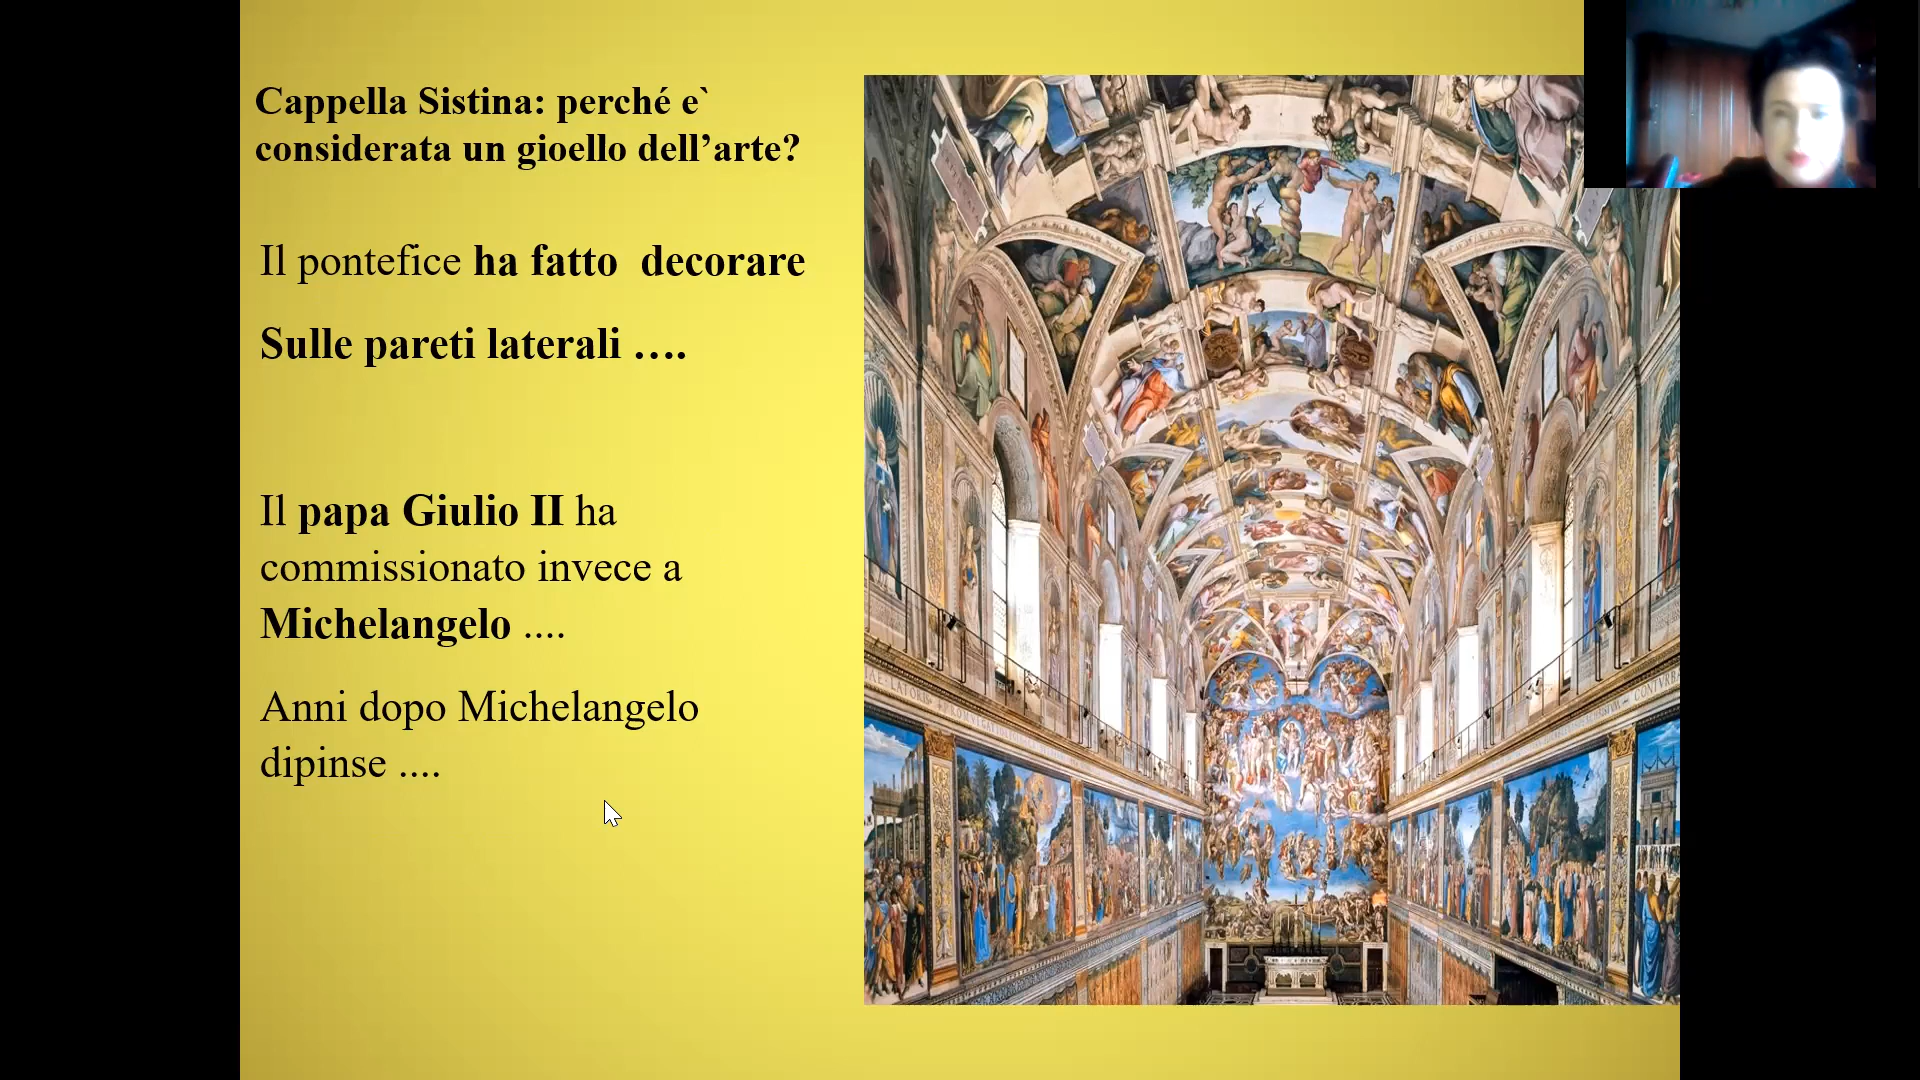 Cappella Sistina: perché e`
considerata un gioello dell’arte?
Il pontefice ha fatto  decorare
Sulle pareti laterali ….
Il papa Giulio II ha
commissionato invece a
Michelangelo ....
Anni dopo Michelangelo
dipinse ....